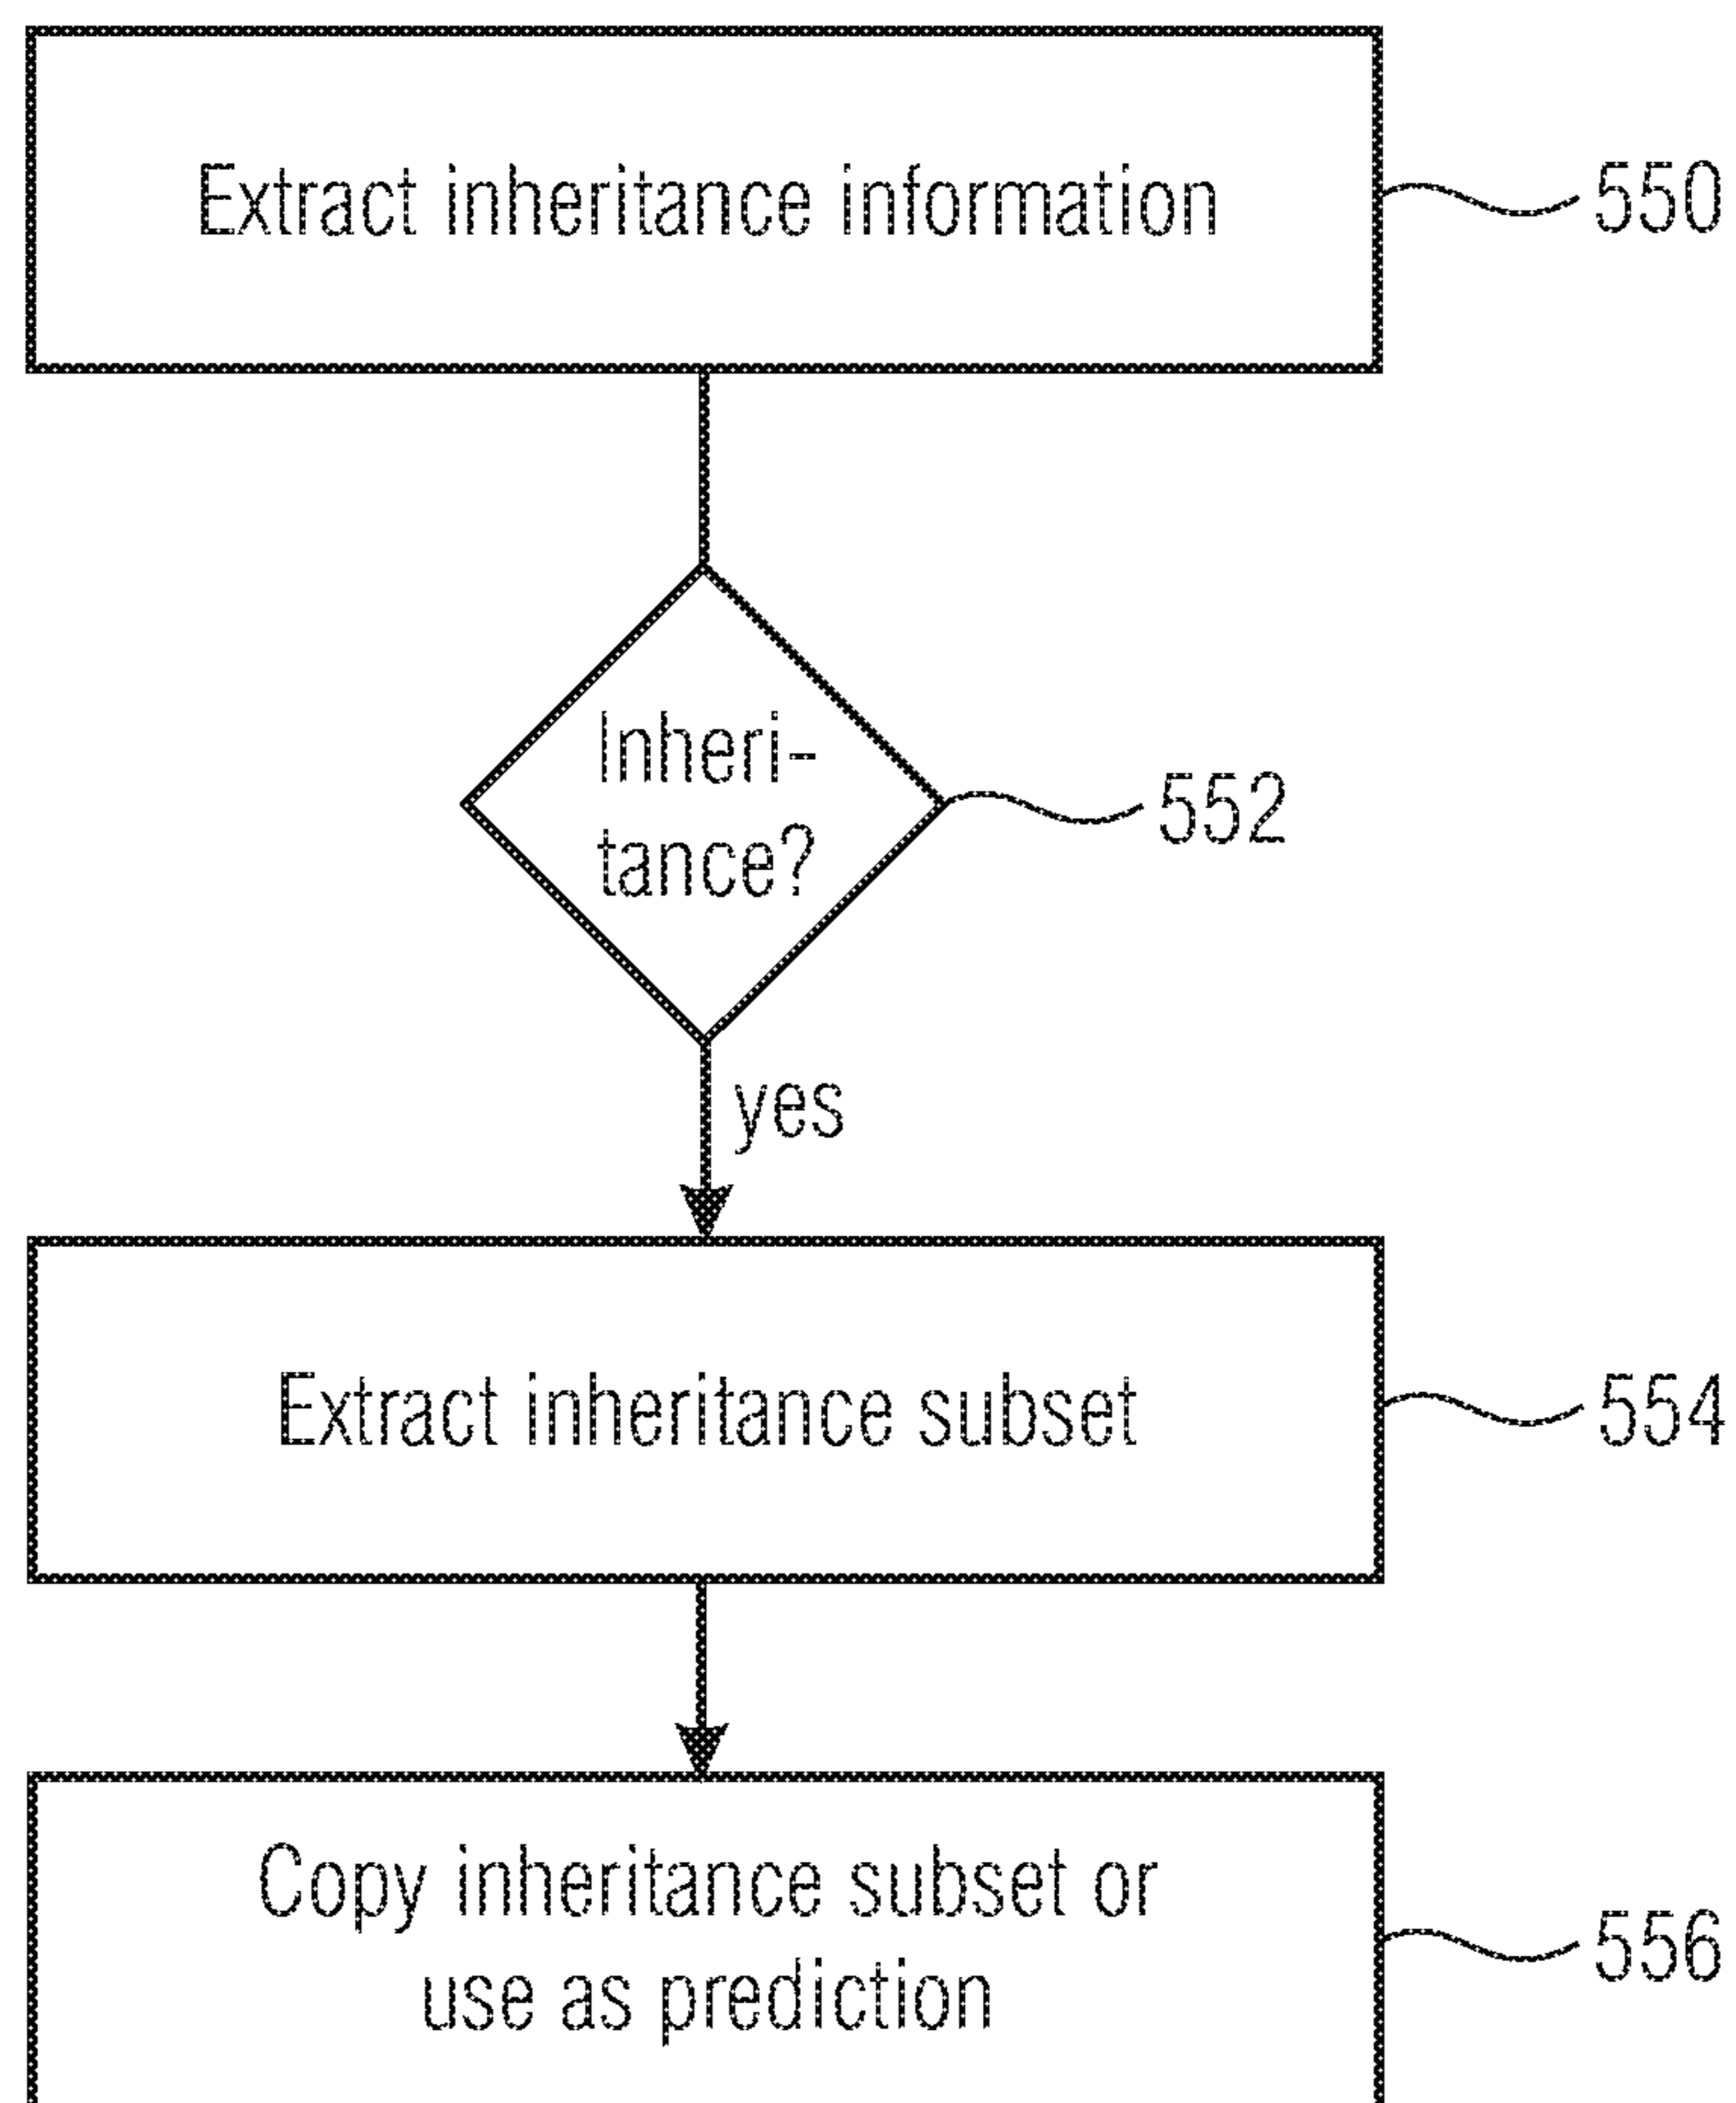 Extract inheritance information
550
Inheri-
tance?
552
yes
Extract inheritance subset
554
Copy inheritance subset or
use as prediction
556